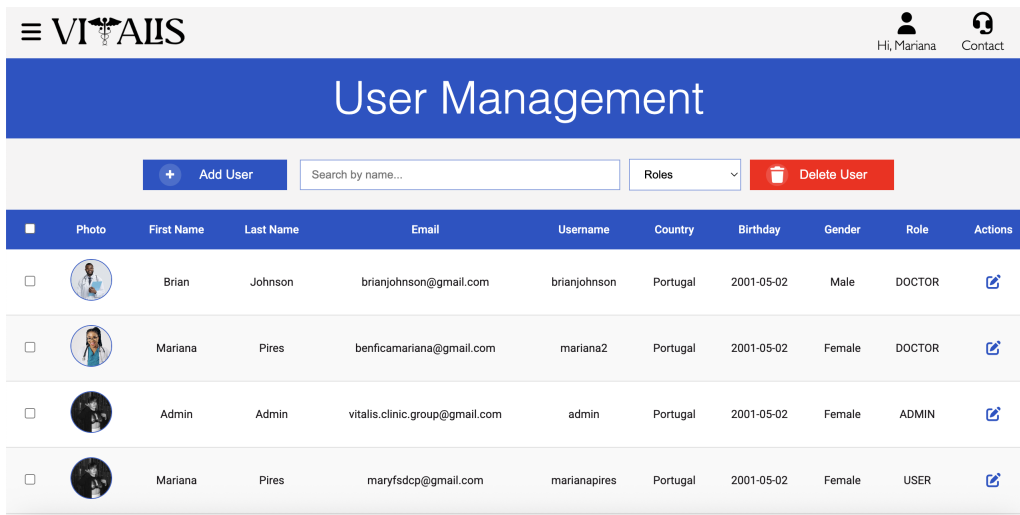 VITALIS
Hi, Mariana Contact
User Management
Add User Search by name... Roles Delete User
Photo First Name Last Name Email Username Country Birthday Gender Role Actions
Brian Johnson brianjohnson@gmail.com brianjohnson Portugal 2001-05-02 Male DOCTOR
Mariana Pires benficamariana@gmail.com mariana2 Portugal 2001-05-02 Female DOCTOR
Admin Admin vitalis.clinic.group@gmail.com admin Portugal 2001-05-02 Female ADMIN
Mariana Pires maryfsdcp@gmail.com marianapires Portugal 2001-05-02 Female USER